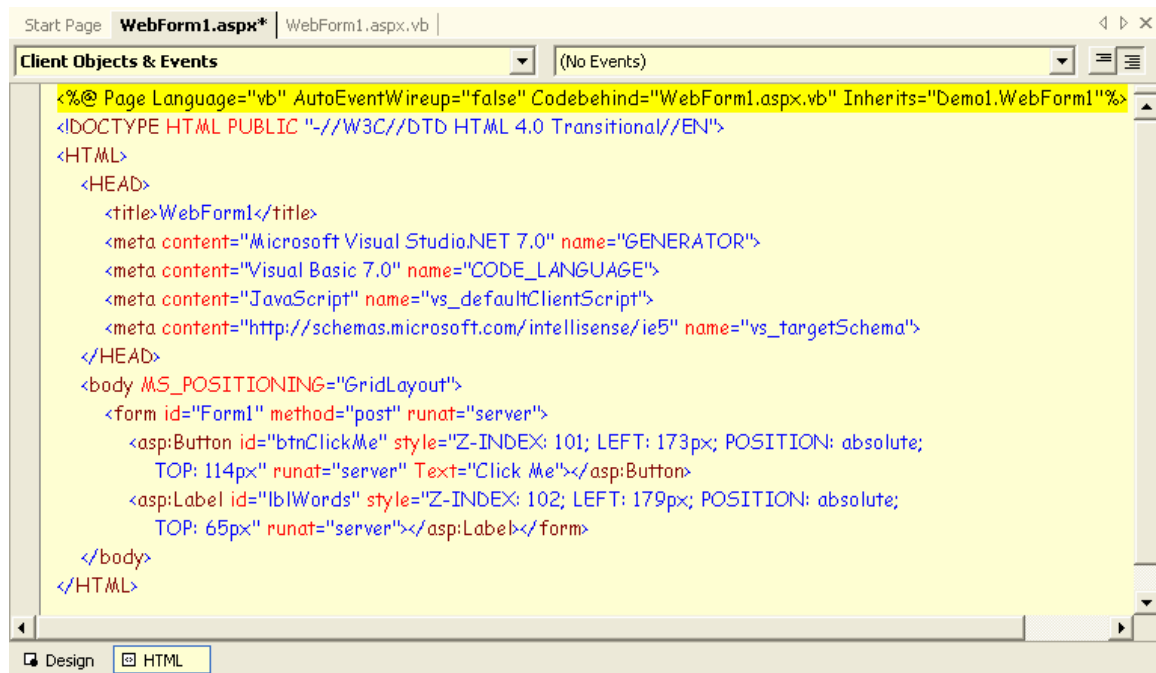 Start Page WebForm1.aspx* WebForm1.aspx.vb
Client Objects & Events (No Events)
<%@ Page Language="vb" AutoEventWireup="false" Codebehind="WebForm1.aspx.vb" Inherits="Demo1.WebForm1"%>
<!DOCTYPE HTML PUBLIC "-//W3C//DTD HTML 4.0 Transitional//EN">
<HTML>
<HEAD>
<title>WebForm1</title>
<meta content="Microsoft Visual Studio.NET 7.0" name="GENERATOR">
<meta content="Visual Basic 7.0" name="CODE_LANGUAGE">
<meta content="JavaScript" name="vs_defaultClientScript">
<meta content="http://schemas.microsoft.com/intellisense/ie5" name="vs_targetSchema">
</HEAD>
<body MS_POSITIONING="GridLayout">
<form id="Form1" method="post" runat="server">
<asp:Button id="btnClickMe" style="Z-INDEX: 101; LEFT: 173px; POSITION: absolute;
TOP: 114px" runat="server" Text="Click Me"></asp:Button>
<asp:Label id="lblWords" style="Z-INDEX: 102; LEFT: 179px; POSITION: absolute;
TOP: 65px" runat="server"></asp:Label></form>
</body>
</HTML>
Design HTML